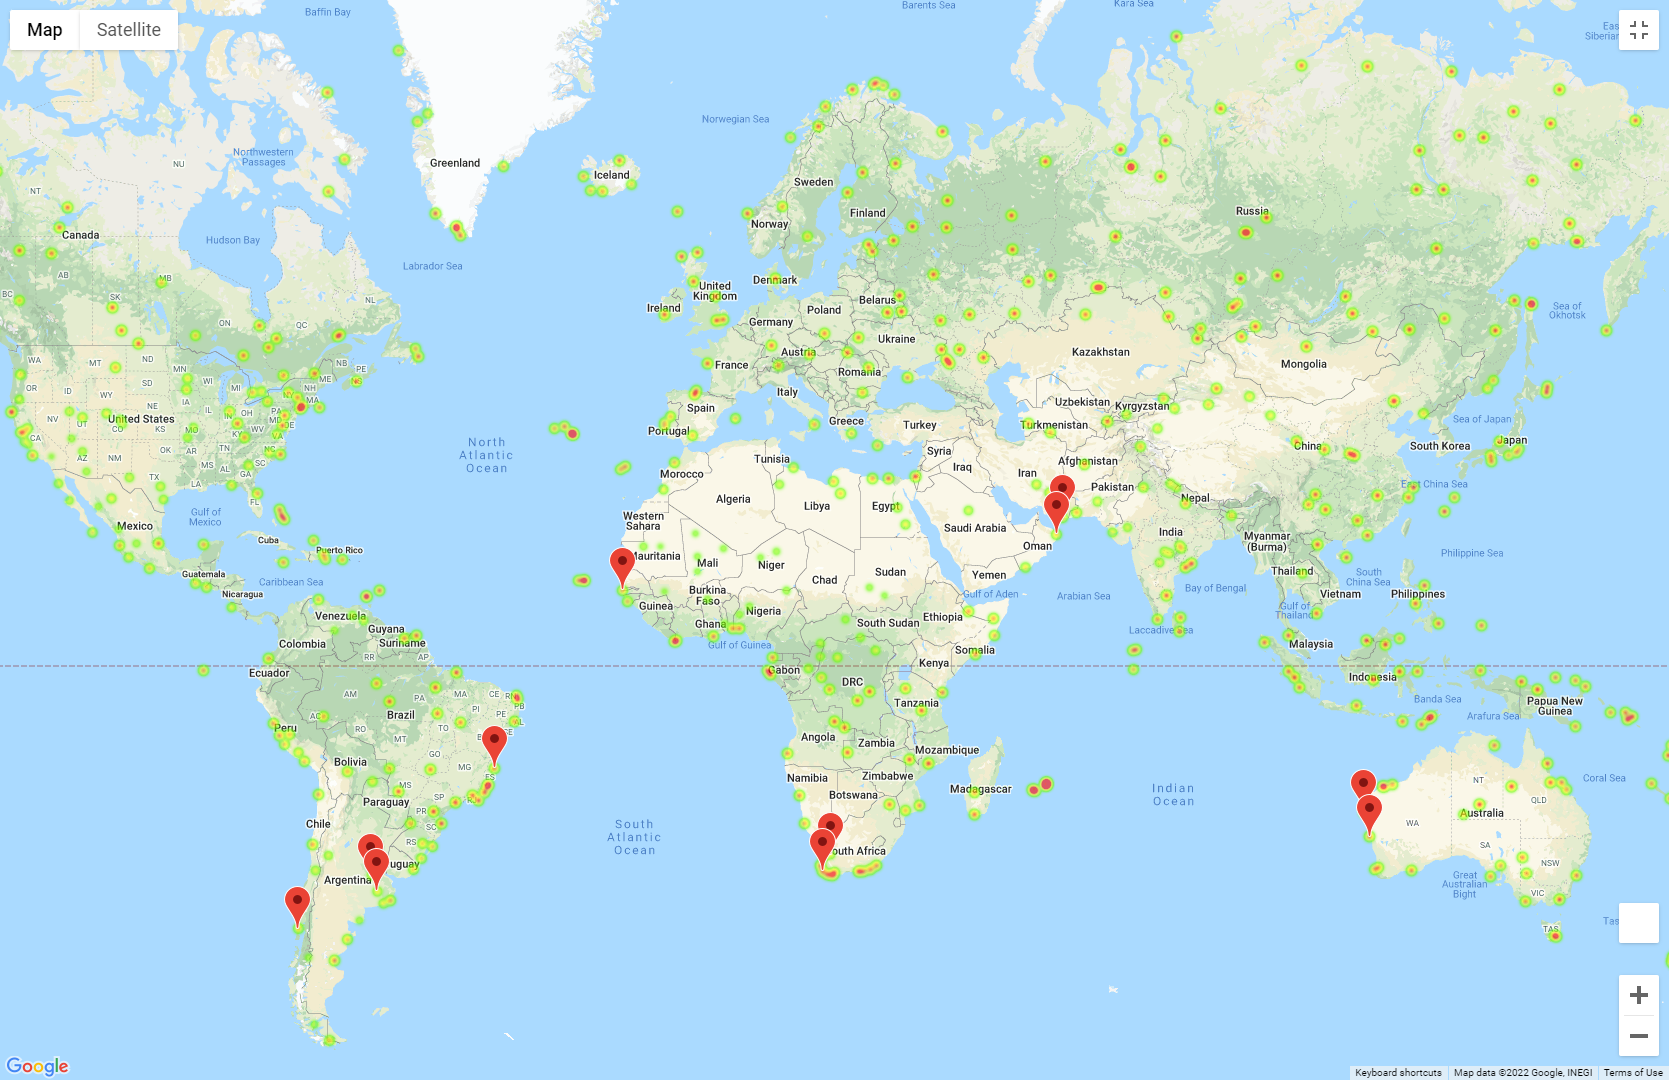 Map
Satellite
Baffin Bay
Barents Sea
Kara Sea
Norwegian Sea
Greenland
Iceland
Northwestern
Passages
NU
NT
Sweden
Finland
Norway
Russia
Canada
Hudson Bay
Labrador Sea
AB
MB
BC
SK
NL
ON
QC
Denmark
United
Kingdom
Ireland
Belarus
Poland
Germany
Ukraine
Sea of
Okhotsk
Austria
France
Romania
Kazakhstan
Mongolia
WA
MT
ND
MN
NB
PE
OR
ID
SD
WI
MI
ME
NS
WY
IA
NY
NH
MA
NE
United States
NV
UT
CO
IL
IN
OH
PA
KS
MO
WV
VA
CA
AZ
NM
OK
AR
TN
NC
SC
MS
AL
GA
TX
LA
FL
Italy
Spain
Portugal
Greece
Turkey
Uzbekistan
Kyrgyzstan
Turkmenistan
China
Sea of Japan
South Korea
Japan
North
Atlantic
Ocean
Tunisia
Morocco
Syria
Iraq
Iran
Afghanistan
Pakistan
Nepal
East China Sea
Algeria
Libya
Egypt
Western
Sahara
Saudi Arabia
Oman
India
Myanmar
(Burma)
Philippine Sea
Gulf of
Mexico
Mexico
Cuba
Puerto Rico
Guatemala
Nicaragua
Caribbean Sea
Mauritania
Mali
Niger
Chad
Sudan
Yemen
Gulf of Aden
Arabian Sea
Bay of Bengal
Thailand
South
China Sea
Vietnam
Philippines
Gulf of
Thailand
Burkina
Faso
Guinea
Nigeria
Ghana
Gulf of Guinea
South Sudan
Ethiopia
Somalia
Laccadive Sea
Malaysia
Venezuela
Guyana
Suriname
Colombia
Ecuador
RR
AP
Gabon
DRC
Kenya
Tanzania
Indonesia
Banda Sea
Arafura Sea
Papua New
Guinea
AM
PA
MA
CE
RN
PB
PE
AL
SE
Brazil
AC
RO
TO
MT
Peru
Bolivia
GO
MG
ES
MS
SP
PR
SC
RS
Paraguay
Chile
Argentina
Angola
Zambia
Mozambique
Namibia
Zimbabwe
Botswana
Madagascar
South
Atlantic
Ocean
Indian
Ocean
Coral Sea
NT
QLD
Australia
WA
SA
NSW
VIC
TAS
Great
Australian
Bight
Google
Keyboard shortcuts
Map data ©2022 Google, INEGI
Terms of Use